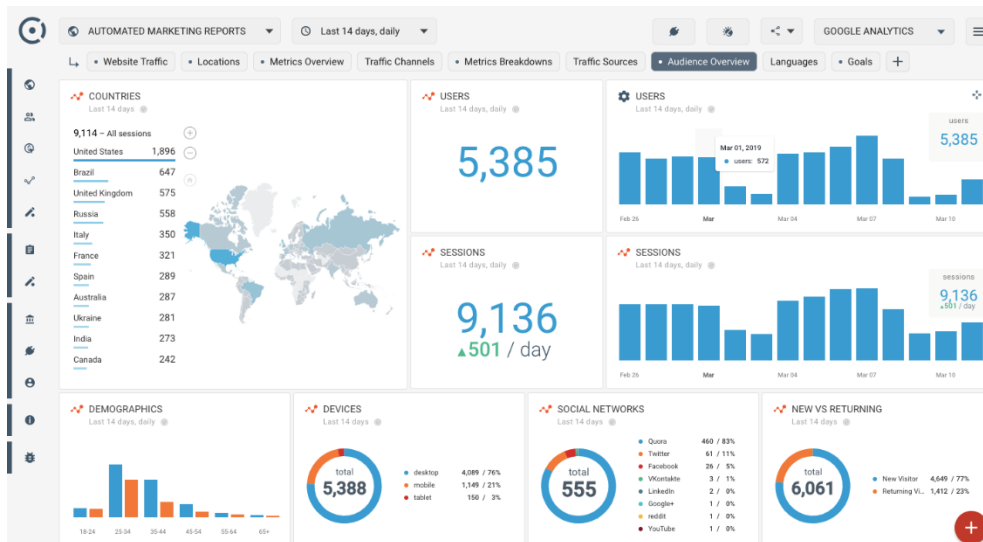 AUTOMATED MARKETING REPORTS
Last 14 days, daily
GOOGLE ANALYTICS
• Website Traffic
• Locations
• Metrics Overview
Traffic Channels
• Metrics Breakdowns
Traffic Sources
• Audience Overview
Languages
• Goals
COUNTRIES
Last 14 days
9,114 – All sessions
United States 1,896
Brazil 647
United Kingdom 575
Russia 558
Italy 350
France 321
Spain 289
Australia 287
Ukraine 281
India 273
Canada 242
USERS
Last 14 days, daily
5,385
USERS
Last 14 days, daily
users
5,385
Mar 01, 2019
users: 572
Feb 26 Mar Mar 04 Mar 07 Mar 10
SESSIONS
Last 14 days, daily
9,136
▲501 / day
SESSIONS
Last 14 days, daily
sessions
9,136
▲501 / day
Feb 26 Mar Mar 04 Mar 07 Mar 10
DEMOGRAPHICS
Last 14 days, daily
18-24 25-34 35-44 45-54 55-64 65+
DEVICES
Last 14 days
total
5,388
desktop 4,089 / 76%
mobile 1,149 / 21%
tablet 150 / 3%
SOCIAL NETWORKS
Last 14 days
total
555
Quora 460 / 83%
Twitter 61 / 11%
Facebook 26 / 5%
VKontakte 3 / 1%
LinkedIn 2 / 0%
Google+ 1 / 0%
reddit 1 / 0%
YouTube 1 / 0%
NEW VS RETURNING
Last 14 days
total
6,061
New Visitor 4,649 / 77%
Returning Vi... 1,412 / 23%